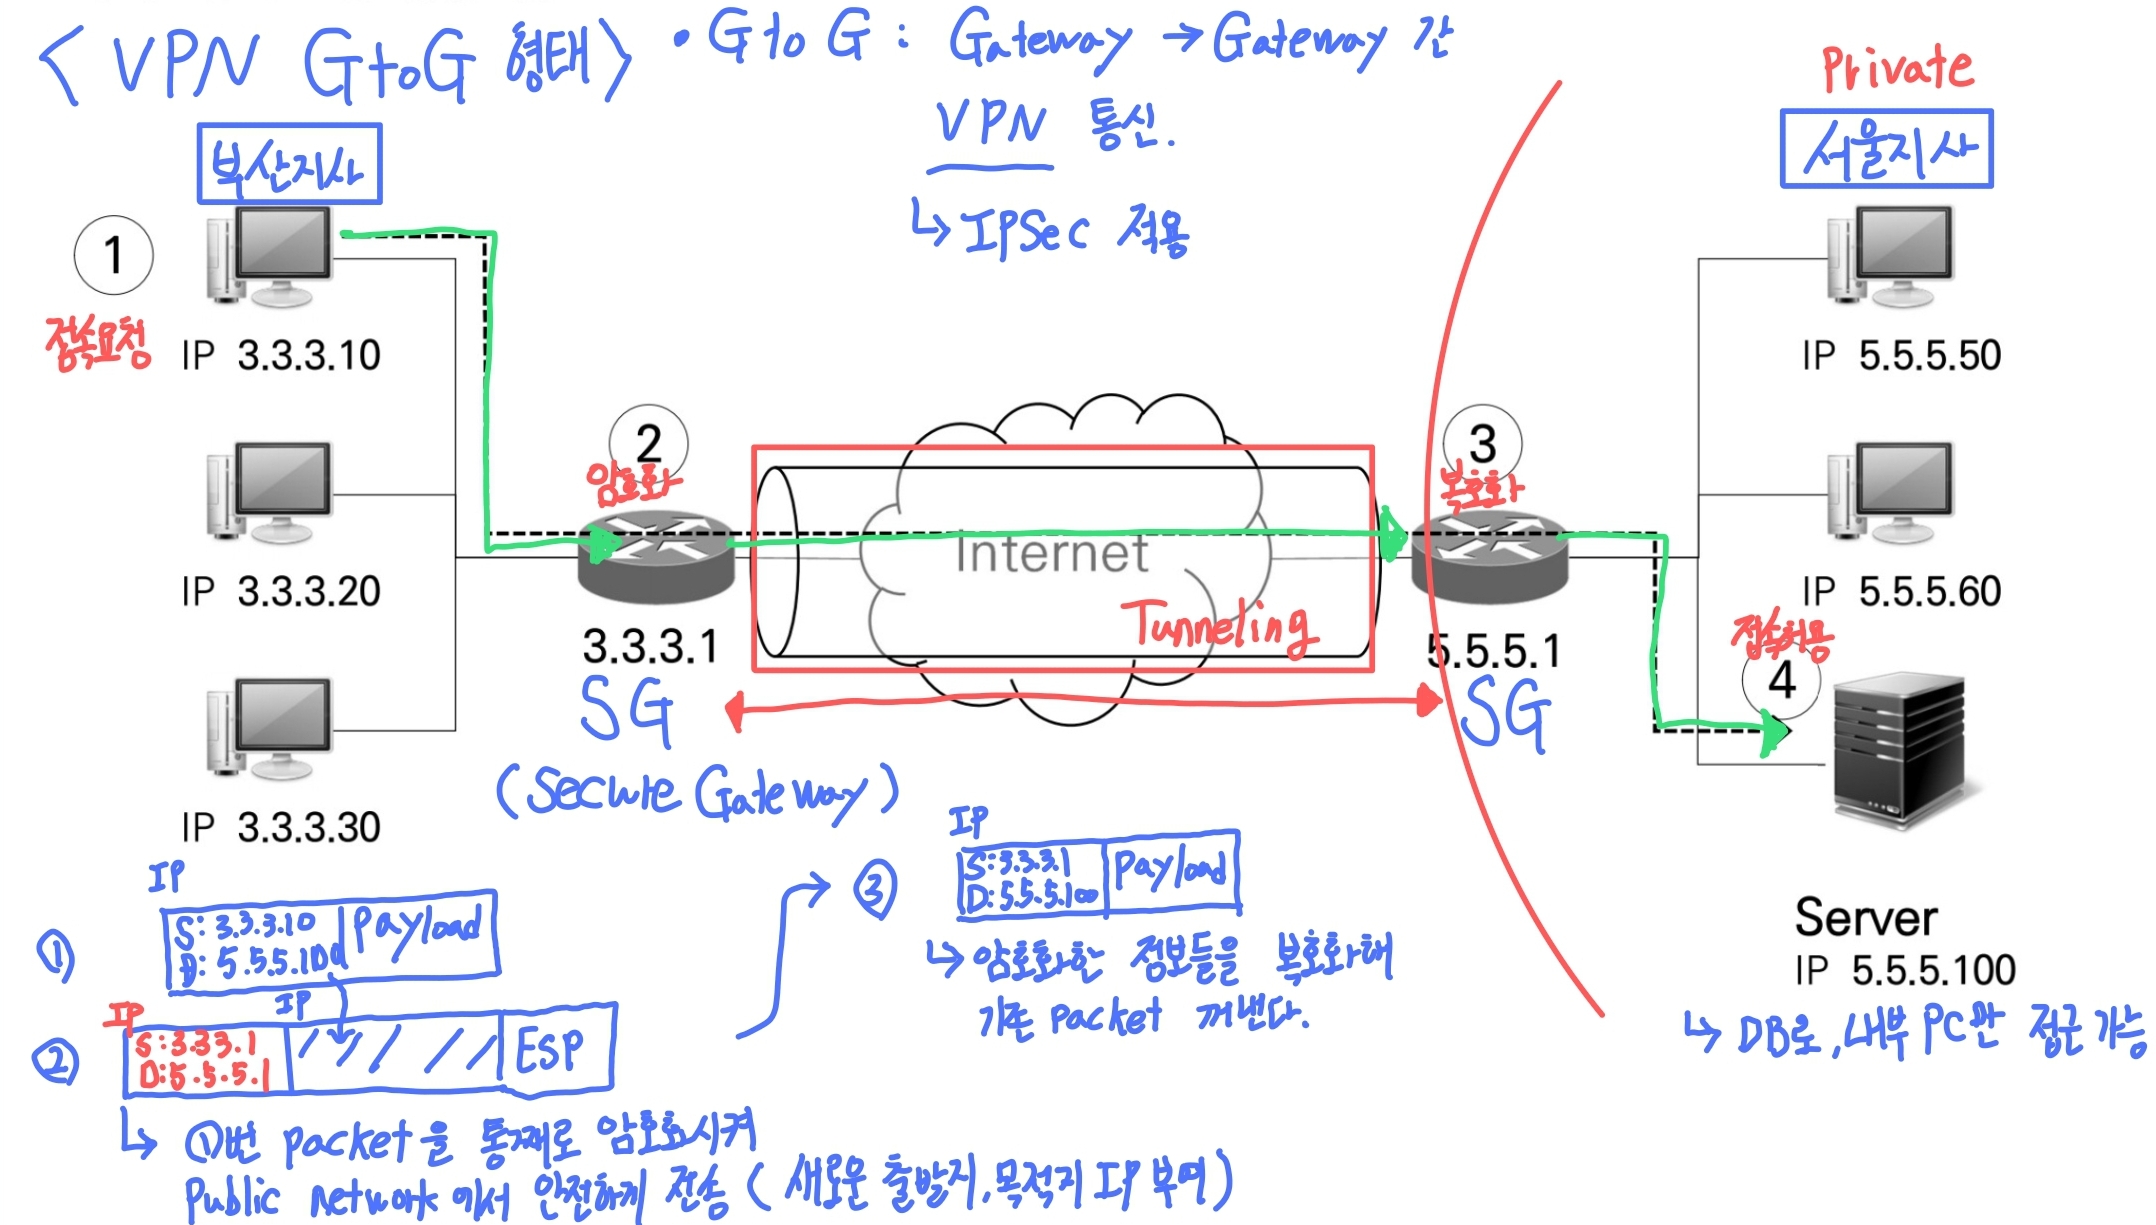 <VPN GtoG 형태>
• G to G : Gateway → Gateway 간
VPN 통신.
↳ IPSec 적용
Private
부산지사
서울지사
1
접속요청
IP 3.3.3.10
IP 5.5.5.50
2
암호화
3
복호화
Internet
Tunneling
IP 3.3.3.20
IP 5.5.5.60
3.3.3.1
5.5.5.1
SG
SG
(Secure Gateway)
접속허용
4
IP 3.3.3.30
Server
IP 5.5.5.100
↳ DB로, 내부 PC만 접근 가능
IP
① S: 3.3.3.10 Payload
D: 5.5.5.100
IP
IP
② S:3.33.1 ESP
D:5.5.5.1
↳ ①번 packet을 통째로 암호화시켜
Public Network에서 안전하게 전송 (새로운 출발지, 목적지 IP 부여)
IP
③ S:3.3.3.1 Payload
D:5.5.5.100
↳ 암호화한 정보들을 복호화해
기존 packet 꺼낸다.